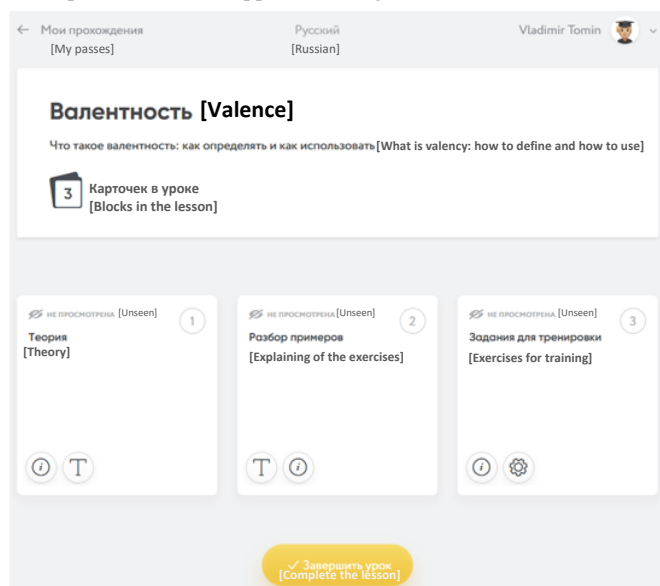 ← Мои прохождения
[My passes]
Русский
[Russian]
Vladimir Tomin
Валентность [Valence]
Что такое валентность: как определять и как использовать [What is valency: how to define and how to use]
3
Карточек в уроке
[Blocks in the lesson]
НЕ ПРОСМОТРЕНА [Unseen]
1
Теория
[Theory]
i T
НЕ ПРОСМОТРЕНА [Unseen]
2
Разбор примеров
[Explaining of the exercises]
T i
НЕ ПРОСМОТРЕНА [Unseen]
3
Задания для тренировки
[Exercises for training]
i
✓ Завершить урок
[Complete the lesson]